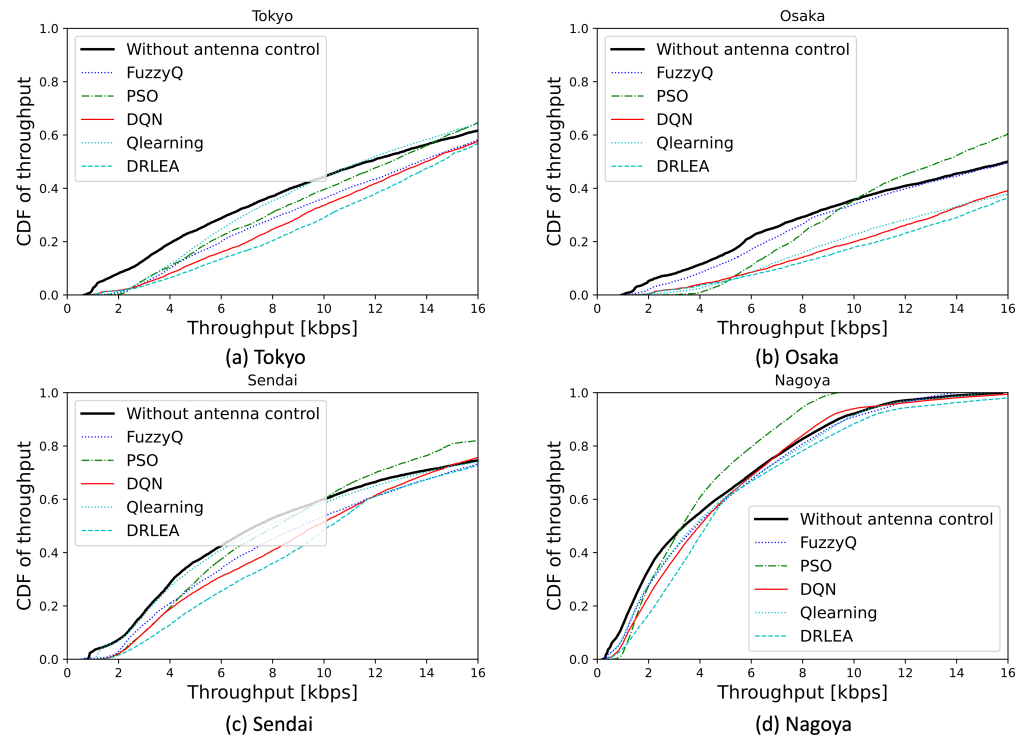 Tokyo
1.0
0.8
0.6
0.4
0.2
0.0
CDF of throughput
Without antenna control
FuzzyQ
PSO
DQN
Qlearning
DRLEA
0 2 4 6 8 10 12 14 16
Throughput [kbps]
(a) Tokyo
Osaka
1.0
0.8
0.6
0.4
0.2
0.0
CDF of throughput
Without antenna control
FuzzyQ
PSO
DQN
Qlearning
DRLEA
0 2 4 6 8 10 12 14 16
Throughput [kbps]
(b) Osaka
Sendai
1.0
0.8
0.6
0.4
0.2
0.0
CDF of throughput
Without antenna control
FuzzyQ
PSO
DQN
Qlearning
DRLEA
0 2 4 6 8 10 12 14 16
Throughput [kbps]
(c) Sendai
Nagoya
1.0
0.8
0.6
0.4
0.2
0.0
CDF of throughput
Without antenna control
FuzzyQ
PSO
DQN
Qlearning
DRLEA
0 2 4 6 8 10 12 14 16
Throughput [kbps]
(d) Nagoya